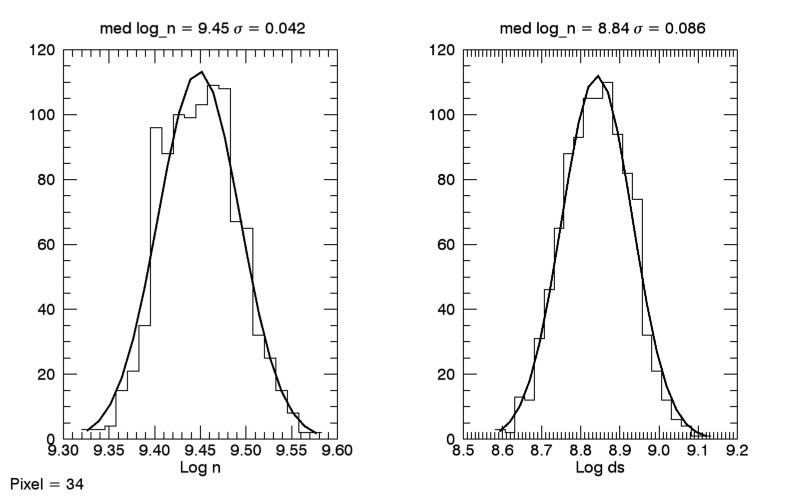 med log_n = 9.45 σ = 0.042
med log_n = 8.84 σ = 0.086
120
100
80
60
40
20
0
9.30 9.35 9.40 9.45 9.50 9.55 9.60
Log n
120
100
80
60
40
20
0
8.5 8.6 8.7 8.8 8.9 9.0 9.1 9.2
Log ds
Pixel = 34